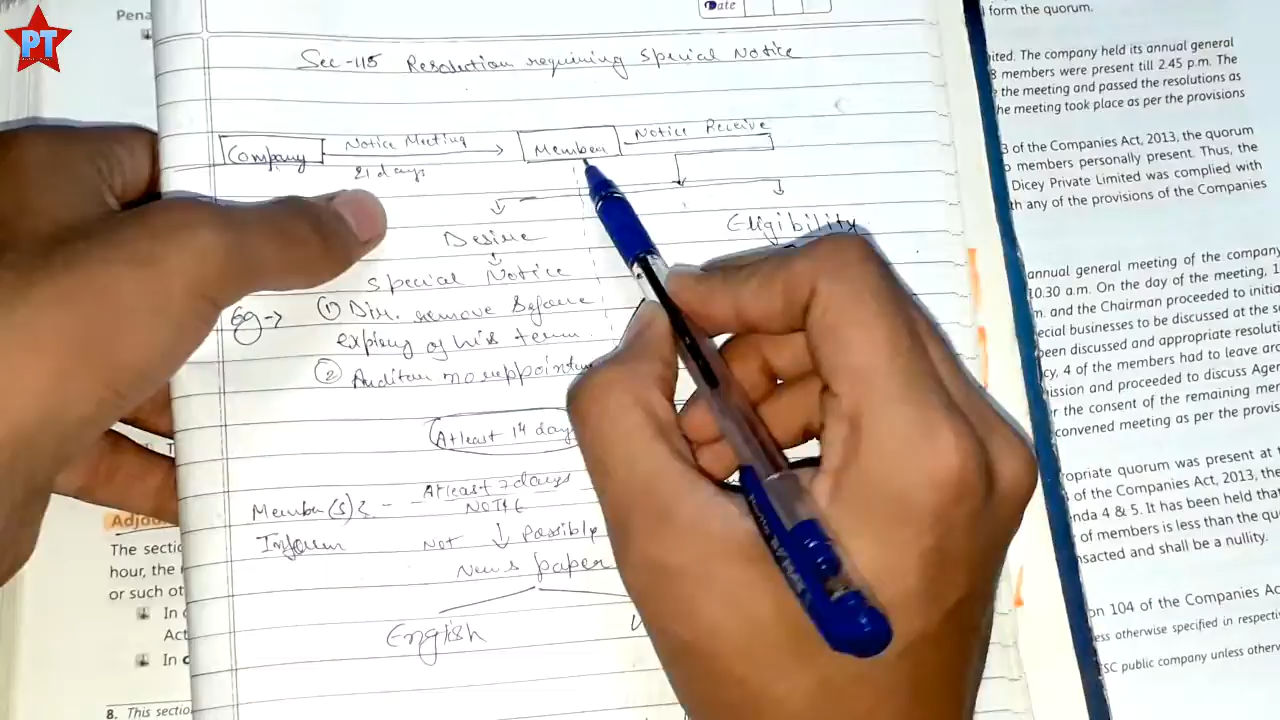 PT
Pena
Date
Sec-115 Resolution requiring Special Notice
Company
Notice Meeting
21 days
Member
Notice Receive
Desire
Eligibility
Special Notice
Eg→ ① Dir. remove before
expiry of his term
② Auditor no reppointm
Atleast 14 days
Member(s) Atleast 7 days
NOTICE
Inform Not ↓ Possible
News paper
English
Adjou
The sectio
hour, the
or such ot
In
Act
In c
8. This sectio
form the quorum.
ited. The company held its annual general
8 members were present till 2.45 p.m. The
the meeting and passed the resolutions as
he meeting took place as per the provisions
3 of the Companies Act, 2013, the quorum
members personally present. Thus, the
Dicey Private Limited was complied with
th any of the provisions of the Companies
annual general meeting of the company
10.30 a.m. On the day of the meeting, 1
m. and the Chairman proceeded to initia
ecial businesses to be discussed at the s
been discussed and appropriate resolut
cy, 4 of the members had to leave aro
ission and proceeded to discuss Agen
r the consent of the remaining mem
convened meeting as per the provis
ropriate quorum was present at t
of the Companies Act, 2013, the
nda 4 & 5. It has been held that
of members is less than the qu
nsacted and shall be a nullity.
on 104 of the Companies Ac
ess otherwise specified in respecti
SC public company unless otherw